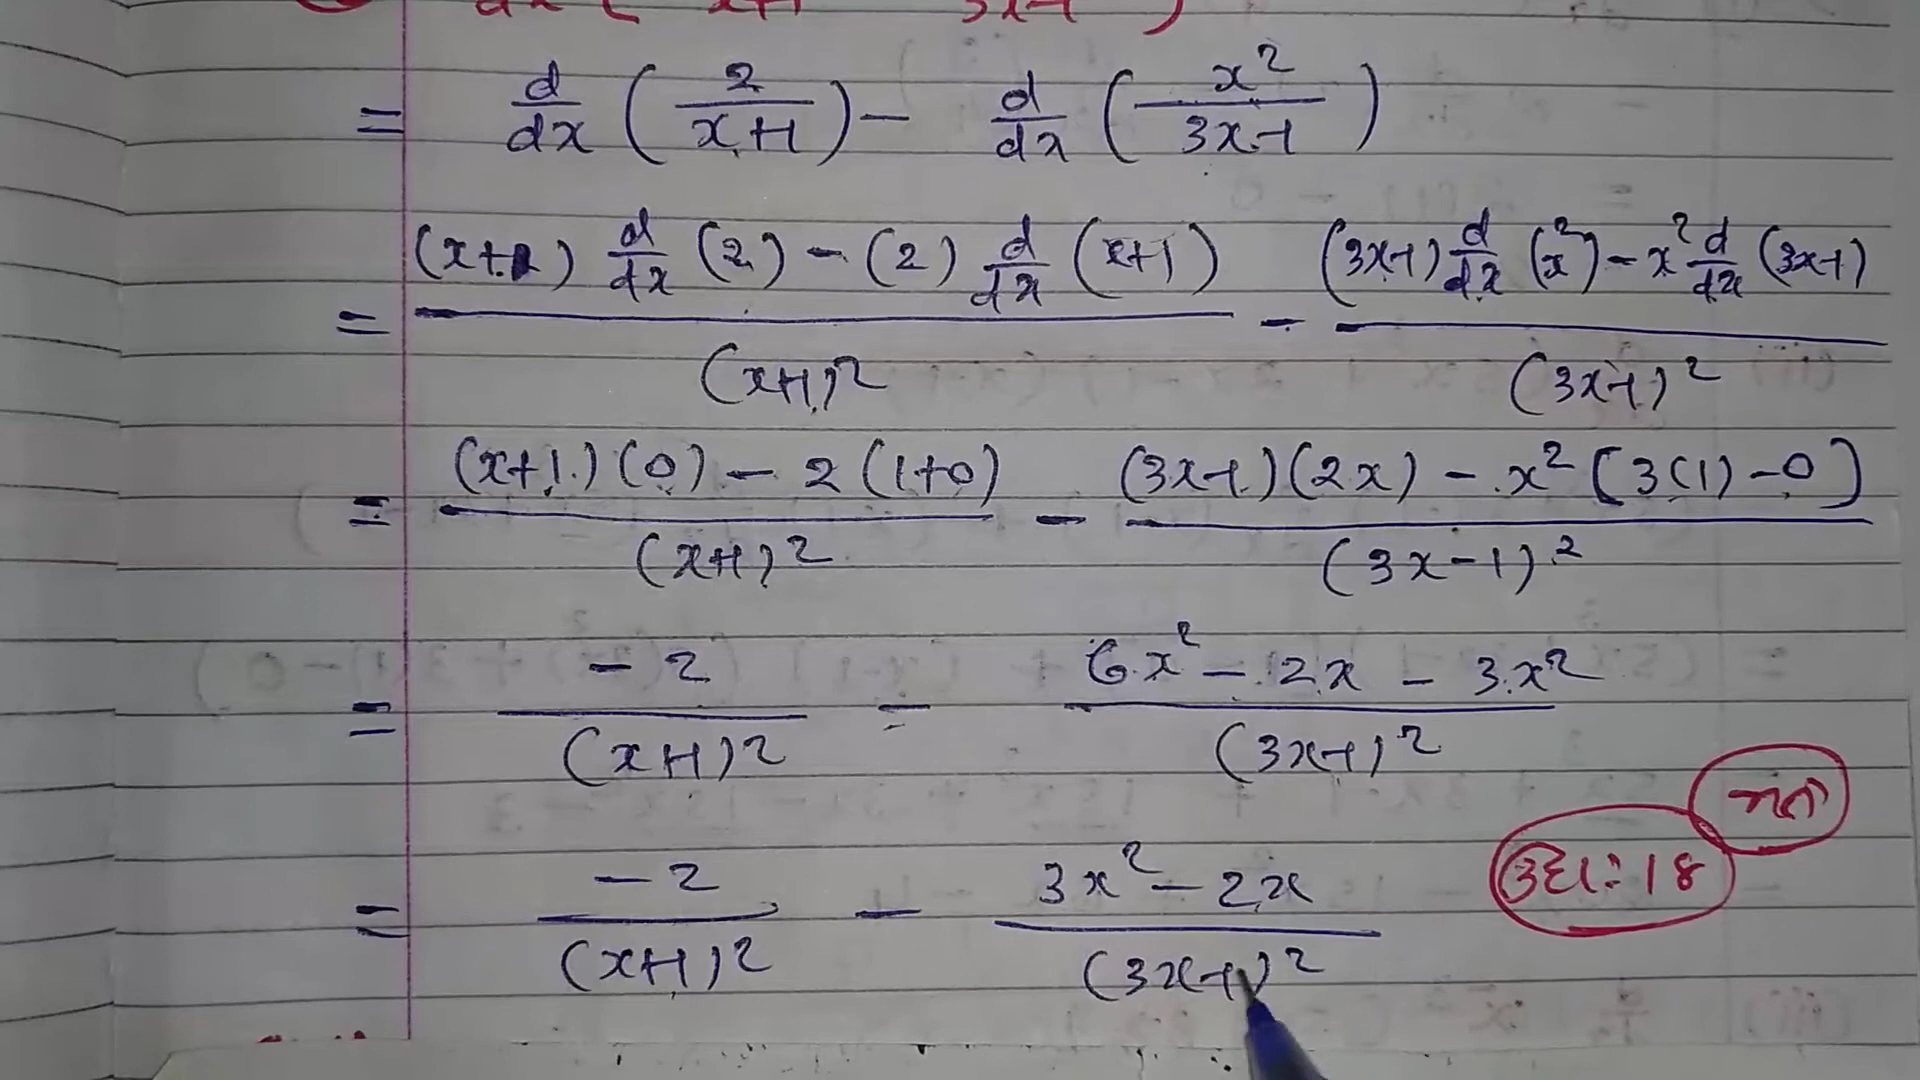 = d/dx ( 2/x+1 ) - d/dx ( x²/3x-1 )
= (x+1) d/dx (2) - (2) d/dx (x+1) / (x+1)² - (3x-1) d/dx (x²) - x² d/dx (3x-1) / (3x-1)²
= (x+1)(0) - 2(1+0) / (x+1)² - (3x-1)(2x) - x² [3(1) - 0] / (3x-1)²
= -2 / (x+1)² - 6x² - 2x - 3x² / (3x-1)²
= -2 / (x+1)² - 3x² - 2x / (3x-1)²